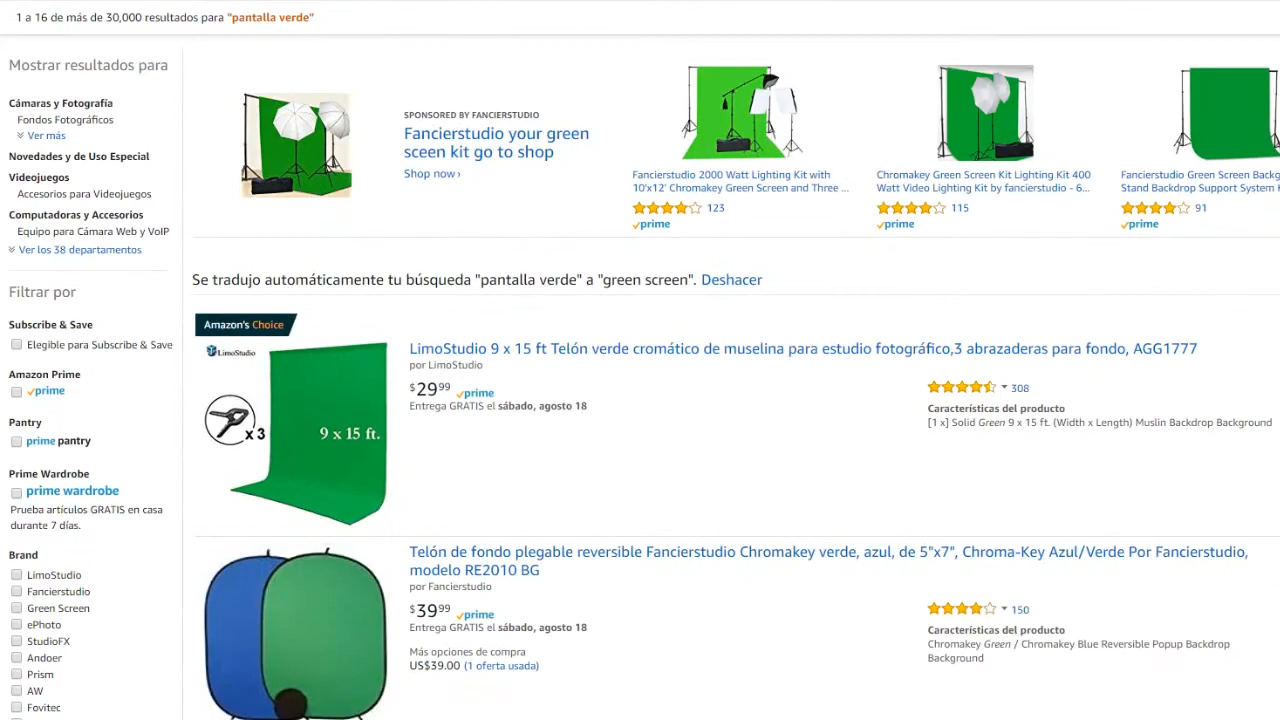 1 a 16 de más de 30,000 resultados para "pantalla verde"
Mostrar resultados para
Cámaras y Fotografía
Fondos Fotográficos
Ver más
Novedades y de Uso Especial
Videojuegos
Accesorios para Videojuegos
Computadoras y Accesorios
Equipo para Cámara Web y VoIP
Ver los 38 departamentos
Filtrar por
Subscribe & Save
Elegible para Subscribe & Save
Amazon Prime
prime
Pantry
prime pantry
Prime Wardrobe
prime wardrobe
Prueba artículos GRATIS en casa
durante 7 días.
Brand
LimoStudio
Fancierstudio
Green Screen
ePhoto
StudioFX
Andoer
Prism
AW
Fovitec
SPONSORED BY FANCIERSTUDIO
Fancierstudio your green
sceen kit go to shop
Shop now ›
Fancierstudio 2000 Watt Lighting Kit with
10'x12' Chromakey Green Screen and Three ...
123
prime
Chromakey Green Screen Kit Lighting Kit 400
Watt Video Lighting Kit by fancierstudio - 6...
115
prime
Fancierstudio Green Screen Backg
Stand Backdrop Support System K
91
prime
Se tradujo automáticamente tu búsqueda "pantalla verde" a "green screen". Deshacer
Amazon's Choice
LimoStudio
x 3
9 x 15 ft.
LimoStudio 9 x 15 ft Telón verde cromático de muselina para estudio fotográfico,3 abrazaderas para fondo, AGG1777
por LimoStudio
$2999 prime
Entrega GRATIS el sábado, agosto 18
308
Características del producto
[1 x] Solid Green 9 x 15 ft. (Width x Length) Muslin Backdrop Background
Telón de fondo plegable reversible Fancierstudio Chromakey verde, azul, de 5"x7", Chroma-Key Azul/Verde Por Fancierstudio,
modelo RE2010 BG
por Fancierstudio
$3999 prime
Entrega GRATIS el sábado, agosto 18
Más opciones de compra
US$39.00 (1 oferta usada)
150
Características del producto
Chromakey Green / Chromakey Blue Reversible Popup Backdrop
Background